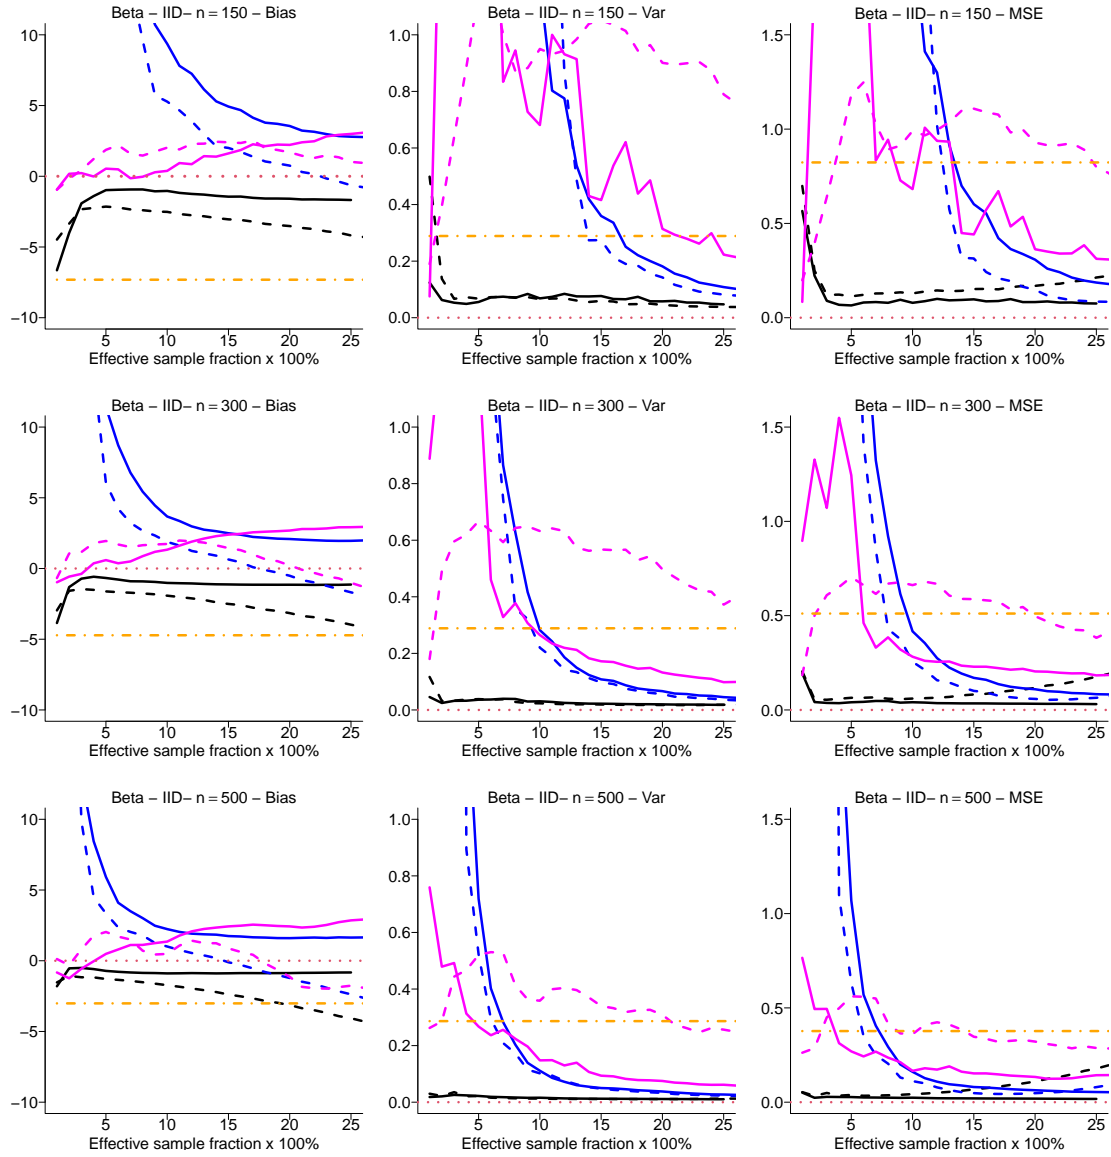 Beta − IID− n = 150 − Bias
10
5
0
−5
−10
5 10 15 20 25
Effective sample fraction x 100%
Beta − IID− n = 150 − Var
1.0
0.8
0.6
0.4
0.2
0.0
5 10 15 20 25
Effective sample fraction x 100%
Beta − IID− n = 150 − MSE
1.5
1.0
0.5
0.0
5 10 15 20 25
Effective sample fraction x 100%
Beta − IID− n = 300 − Bias
10
5
0
−5
−10
5 10 15 20 25
Effective sample fraction x 100%
Beta − IID− n = 300 − Var
1.0
0.8
0.6
0.4
0.2
0.0
5 10 15 20 25
Effective sample fraction x 100%
Beta − IID− n = 300 − MSE
1.5
1.0
0.5
0.0
5 10 15 20 25
Effective sample fraction x 100%
Beta − IID− n = 500 − Bias
10
5
0
−5
−10
5 10 15 20 25
Effective sample fraction x 100%
Beta − IID− n = 500 − Var
1.0
0.8
0.6
0.4
0.2
0.0
5 10 15 20 25
Effective sample fraction x 100%
Beta − IID− n = 500 − MSE
1.5
1.0
0.5
0.0
5 10 15 20 25
Effective sample fraction x 100%